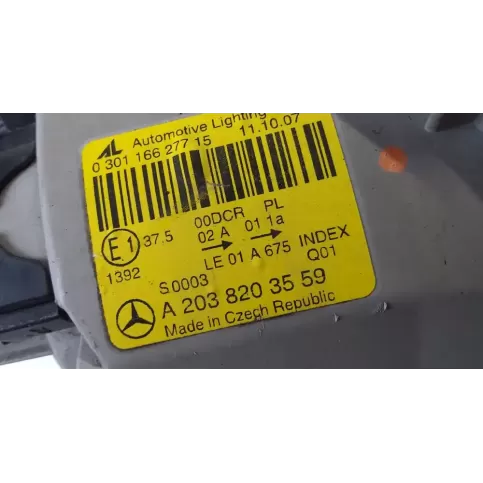 AL Automotive Lighting
0 301 166 277 15 11.10.07
00DCR PL
E1 37,5 02 A 01 1a
1392 LE 01 A 675 INDEX
S0003 Q01
A 203 820 35 59
Made in Czech Republic